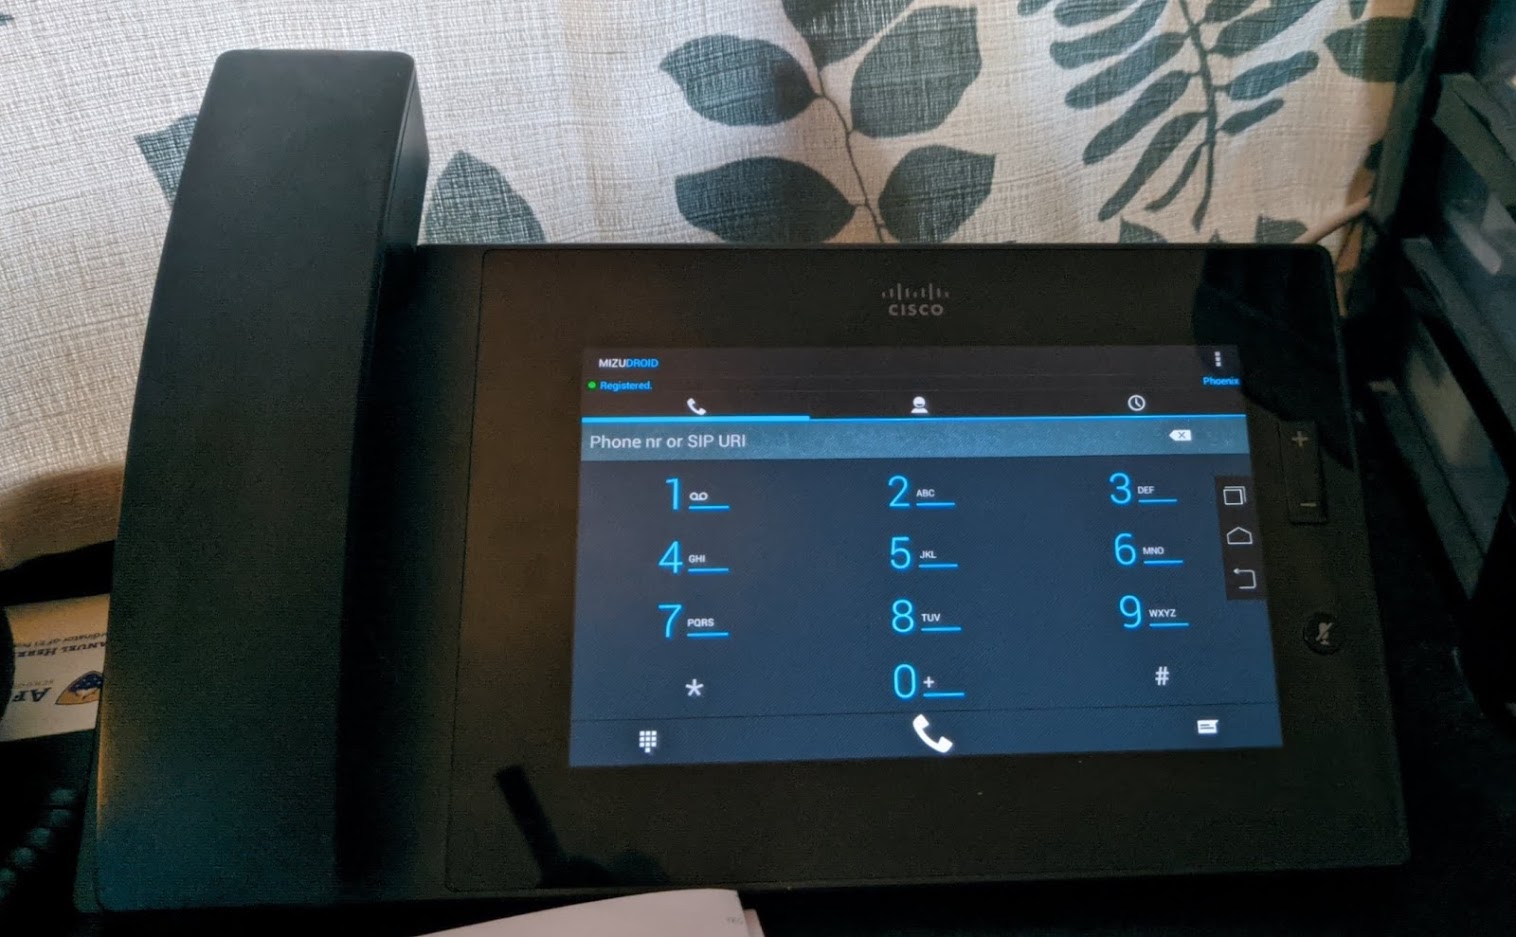 CISCO
MIZUDROID
Registered.
Phoenix
Phone nr or SIP URI
1
2 ABC
3 DEF
4 GHI
5 JKL
6 MNO
7 PQRS
8 TUV
9 WXYZ
*
0 +
#
+
−